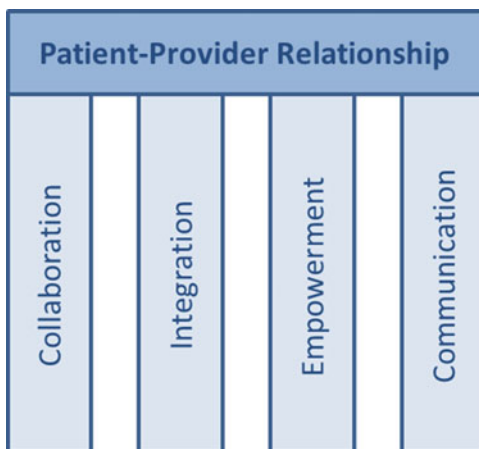 Patient-Provider Relationship
Collaboration
Integration
Empowerment
Communication